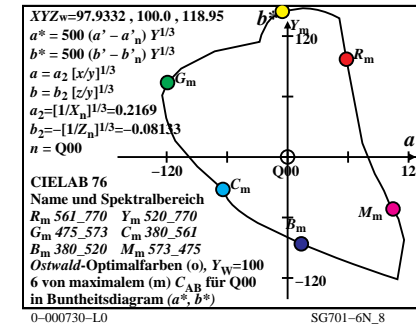 XYZw=97.9332, 100.0, 118.95
a* = 500 (a' − a'n) Y1/3
b* = 500 (b' − b'n) Y1/3
a = a2 [x/y]1/3
b = b2 [z/y]1/3
a2=[1/Xn]1/3=0.2169
b2=−[1/Zn]1/3=−0.08133
n = Q00
b*
Ym
120
Rm
Gm
a
−120
Q00
12
CIELAB 76
Name und Spektralbereich
Rm 561_770 Ym 520_770
Gm 475_573 Cm 380_561
Bm 380_520 Mm 573_475
Ostwald-Optimalfarben (o), YW=100
6 von maximalem (m) CAB für Q00
in Buntheitsdiagram (a*, b*)
Cm
Mm
Bm
−120
0−000730−L0
SG701−6N_8